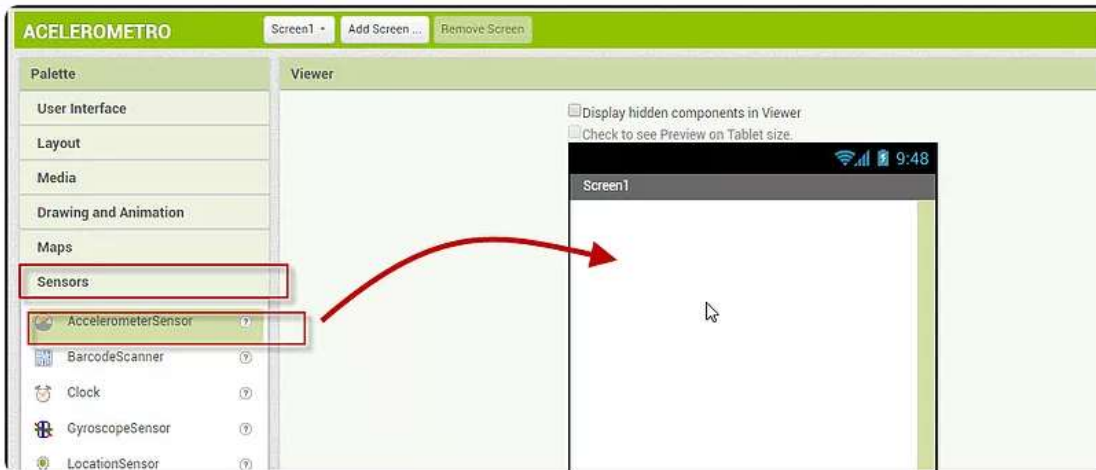 ACELEROMETRO
Screen1
Add Screen ...
Remove Screen
Palette
Viewer
User Interface
Layout
Media
Drawing and Animation
Maps
Sensors
AccelerometerSensor
?
BarcodeScanner
?
Clock
?
GyroscopeSensor
?
LocationSensor
?
Display hidden components in Viewer
Check to see Preview on Tablet size.
9:48
Screen1